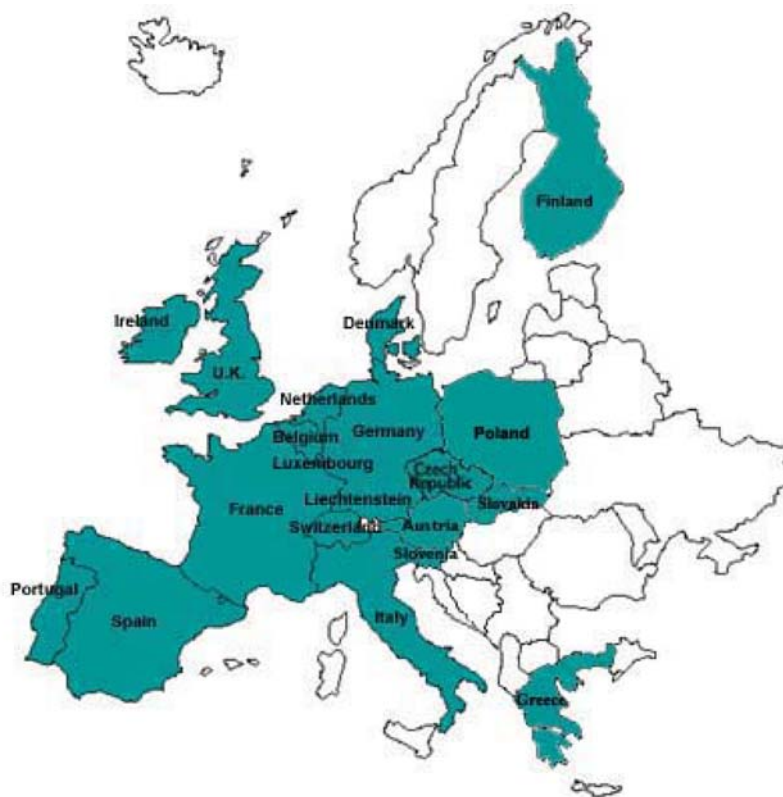 Finland
Ireland
Denmark
U.K.
Netherlands
Belgium
Germany
Poland
Luxembourg
Czech
Republic
Liechtenstein
Slovakia
France
Switzerland
Austria
Slovenia
Portugal
Spain
Italy
Greece